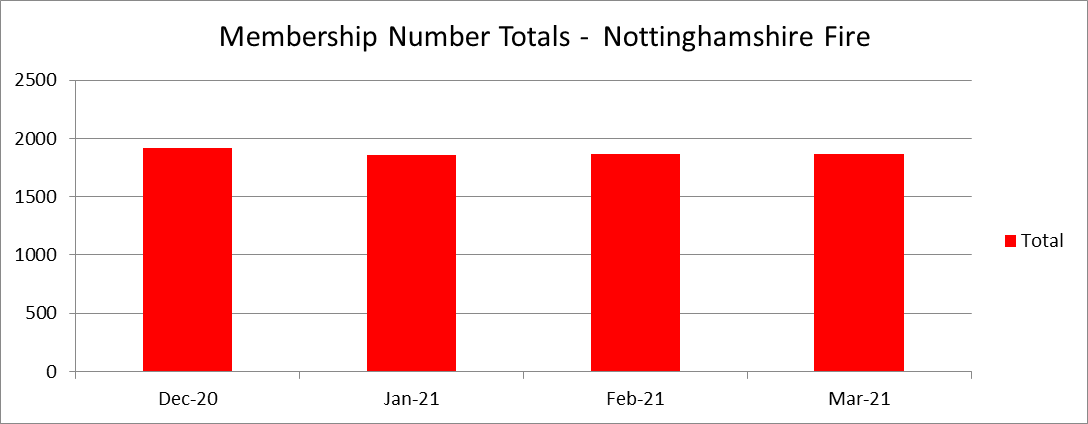 Membership Number Totals -  Nottinghamshire Fire
2500
2000
1500
1000
500
0
Dec-20
Jan-21
Feb-21
Mar-21
Total